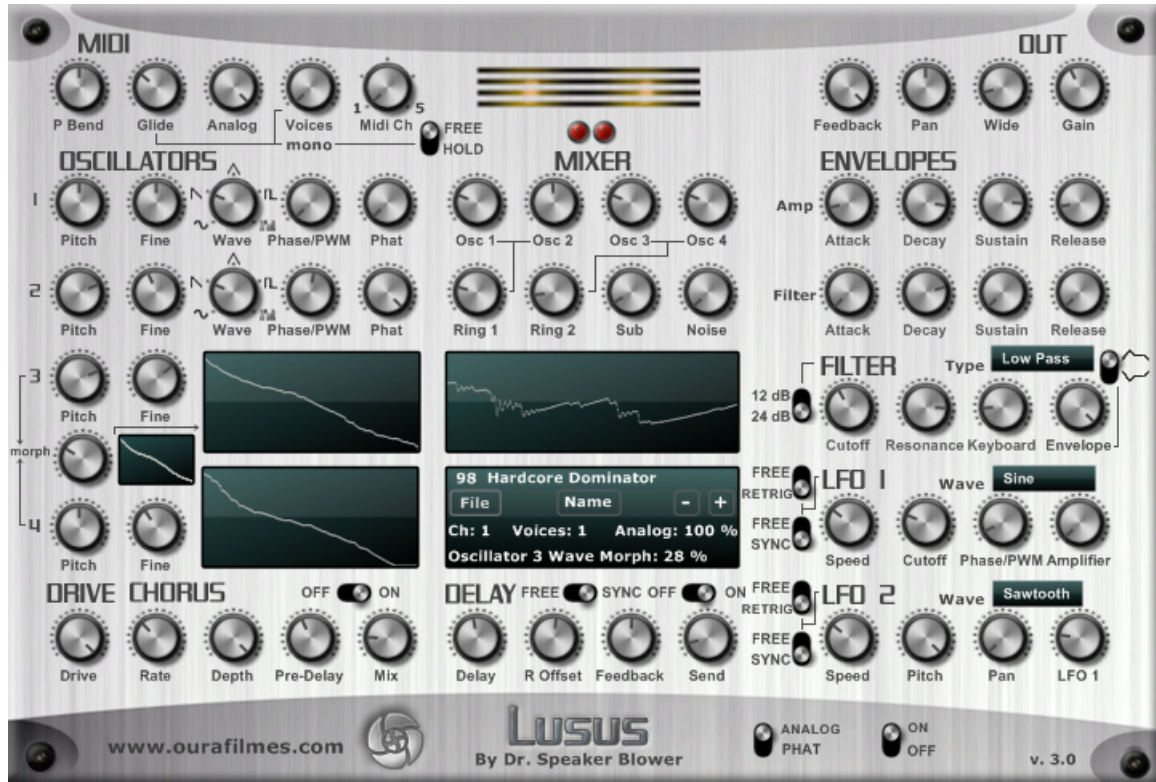 MIDI
OUT
P Bend Glide Analog Voices Midi Ch
1 5
mono
FREE
HOLD
Feedback Pan Wide Gain
OSCILLATORS
MIXER
ENVELOPES
1
Pitch Fine Wave Phase/PWM Phat
Osc 1 Osc 2 Osc 3 Osc 4
Amp
Attack Decay Sustain Release
2
Pitch Fine Wave Phase/PWM Phat
Ring 1 Ring 2 Sub Noise
Filter
Attack Decay Sustain Release
3
Pitch Fine
morph
4
Pitch Fine
12 dB
24 dB
FILTER
Type Low Pass
Cutoff Resonance Keyboard Envelope
98 Hardcore Dominator
File Name - +
Ch: 1 Voices: 1 Analog: 100 %
Oscillator 3 Wave Morph: 28 %
FREE
RETRIG
FREE
SYNC
LFO 1
Wave Sine
Speed Cutoff Phase/PWM Amplifier
DRIVE CHORUS OFF ON
Drive Rate Depth Pre-Delay Mix
DELAY FREE SYNC OFF ON
Delay R Offset Feedback Send
FREE
RETRIG
FREE
SYNC
LFO 2
Wave Sawtooth
Speed Pitch Pan LFO 1
www.ourafilmes.com
Lusus
By Dr. Speaker Blower
ANALOG
PHAT
ON
OFF
v. 3.0